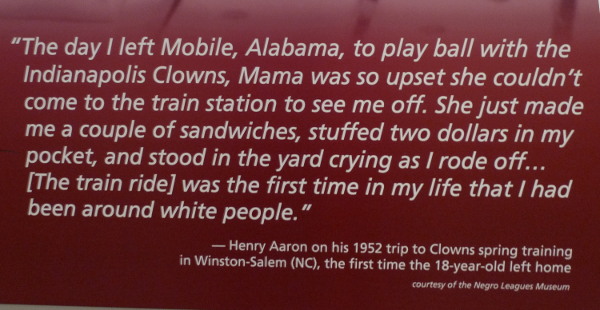 “The day I left Mobile, Alabama, to play ball with the
Indianapolis Clowns, Mama was so upset she couldn’t
come to the train station to see me off. She just made
me a couple of sandwiches, stuffed two dollars in my
pocket, and stood in the yard crying as I rode off...
[The train ride] was the first time in my life that I had
been around white people.”
— Henry Aaron on his 1952 trip to Clowns spring training
in Winston-Salem (NC), the first time the 18-year-old left home
courtesy of the Negro Leagues Museum